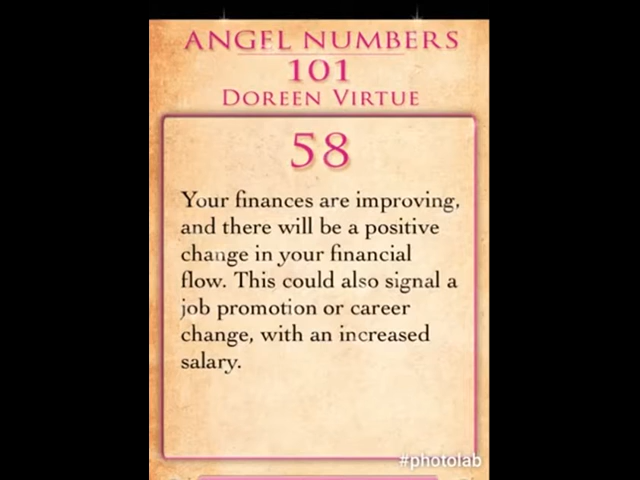 ANGEL NUMBERS
101
DOREEN VIRTUE
58
Your finances are improving,
and there will be a positive
change in your financial
flow. This could also signal a
job promotion or career
change, with an increased
salary.
#photolab